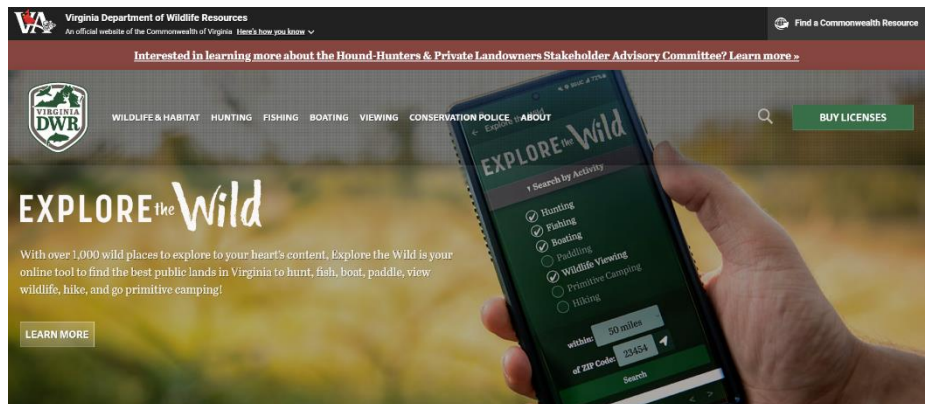 Virginia Department of Wildlife Resources
An official website of the Commonwealth of Virginia Here's how you know
Find a Commonwealth Resource
Interested in learning more about the Hound-Hunters & Private Landowners Stakeholder Advisory Committee? Learn more »
VIRGINIA
DWR
WILDLIFE & HABITAT HUNTING FISHING BOATING VIEWING CONSERVATION POLICE ABOUT
BUY LICENSES
EXPLORE the Wild
With over 1,000 wild places to explore to your heart's content, Explore the Wild is your
online tool to find the best public lands in Virginia to hunt, fish, boat, paddle, view
wildlife, hike, and go primitive camping!
LEARN MORE
72%
← Explore the Wild
EXPLORE the Wild
Search by Activity
Hunting
Fishing
Boating
Paddling
Wildlife Viewing
Primitive Camping
Hiking
within: 50 miles
of ZIP Code: 23454
Search